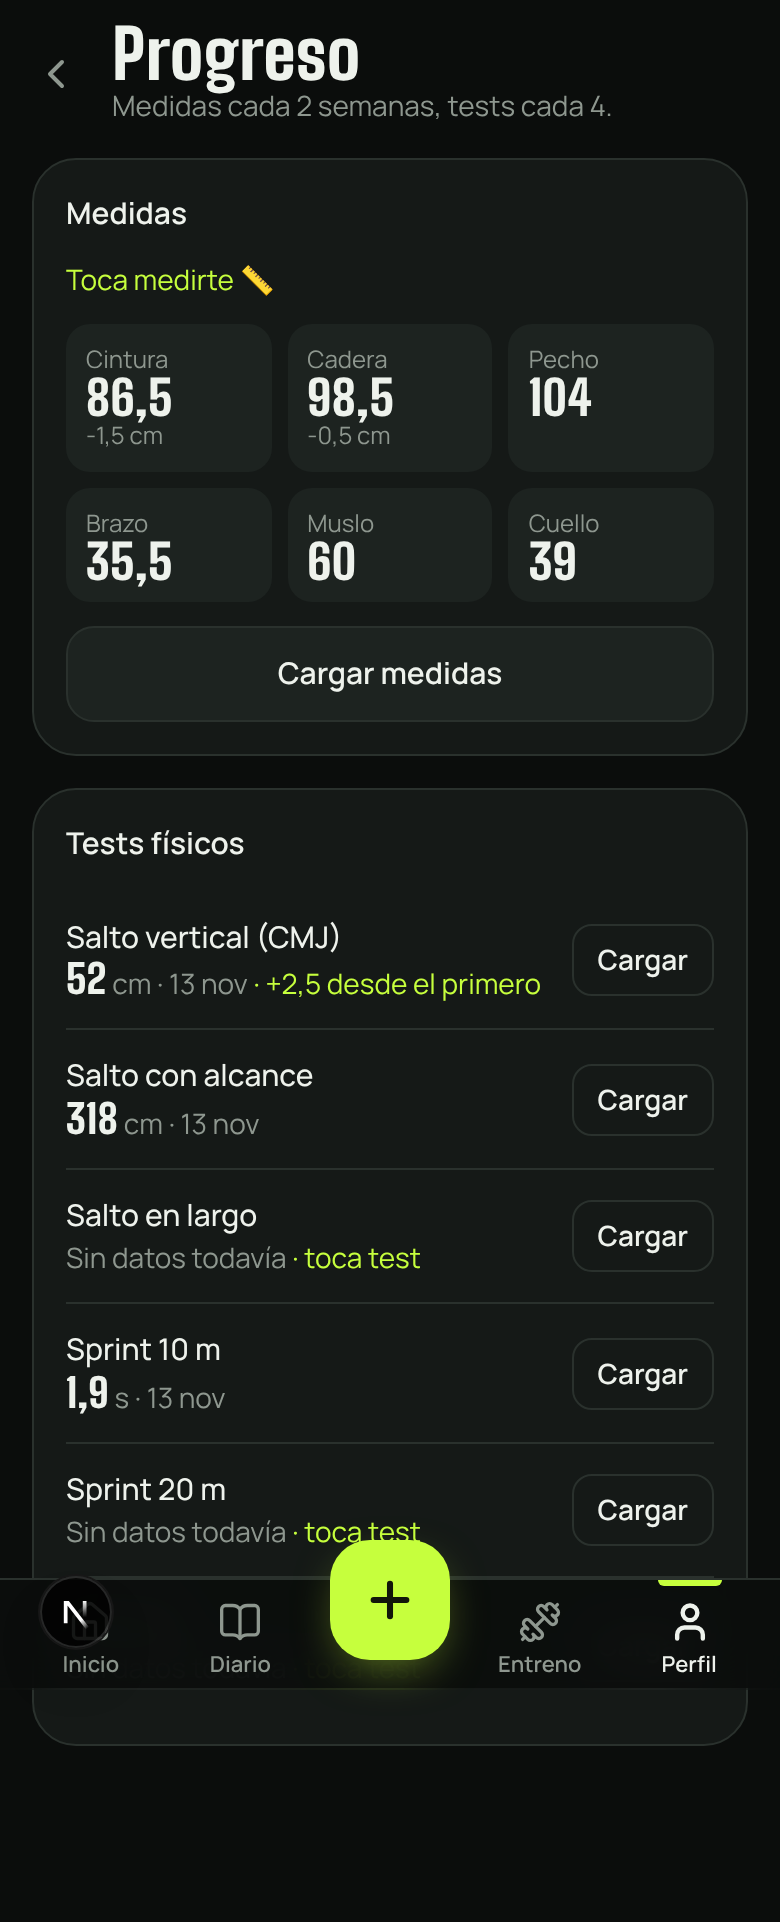 Progreso
Medidas cada 2 semanas, tests cada 4.
Medidas
Toca medirte 📏
Cintura
86,5
-1,5 cm
Cadera
98,5
-0,5 cm
Pecho
104
Brazo
35,5
Muslo
60
Cuello
39
Cargar medidas
Tests físicos
Salto vertical (CMJ)
52 cm · 13 nov · +2,5 desde el primero
Cargar
Salto con alcance
318 cm · 13 nov
Cargar
Salto en largo
Sin datos todavía · toca test
Cargar
Sprint 10 m
1,9 s · 13 nov
Cargar
Sprint 20 m
Sin datos todavía · toca test
Cargar
N
Inicio
Diario
Entreno
Perfil